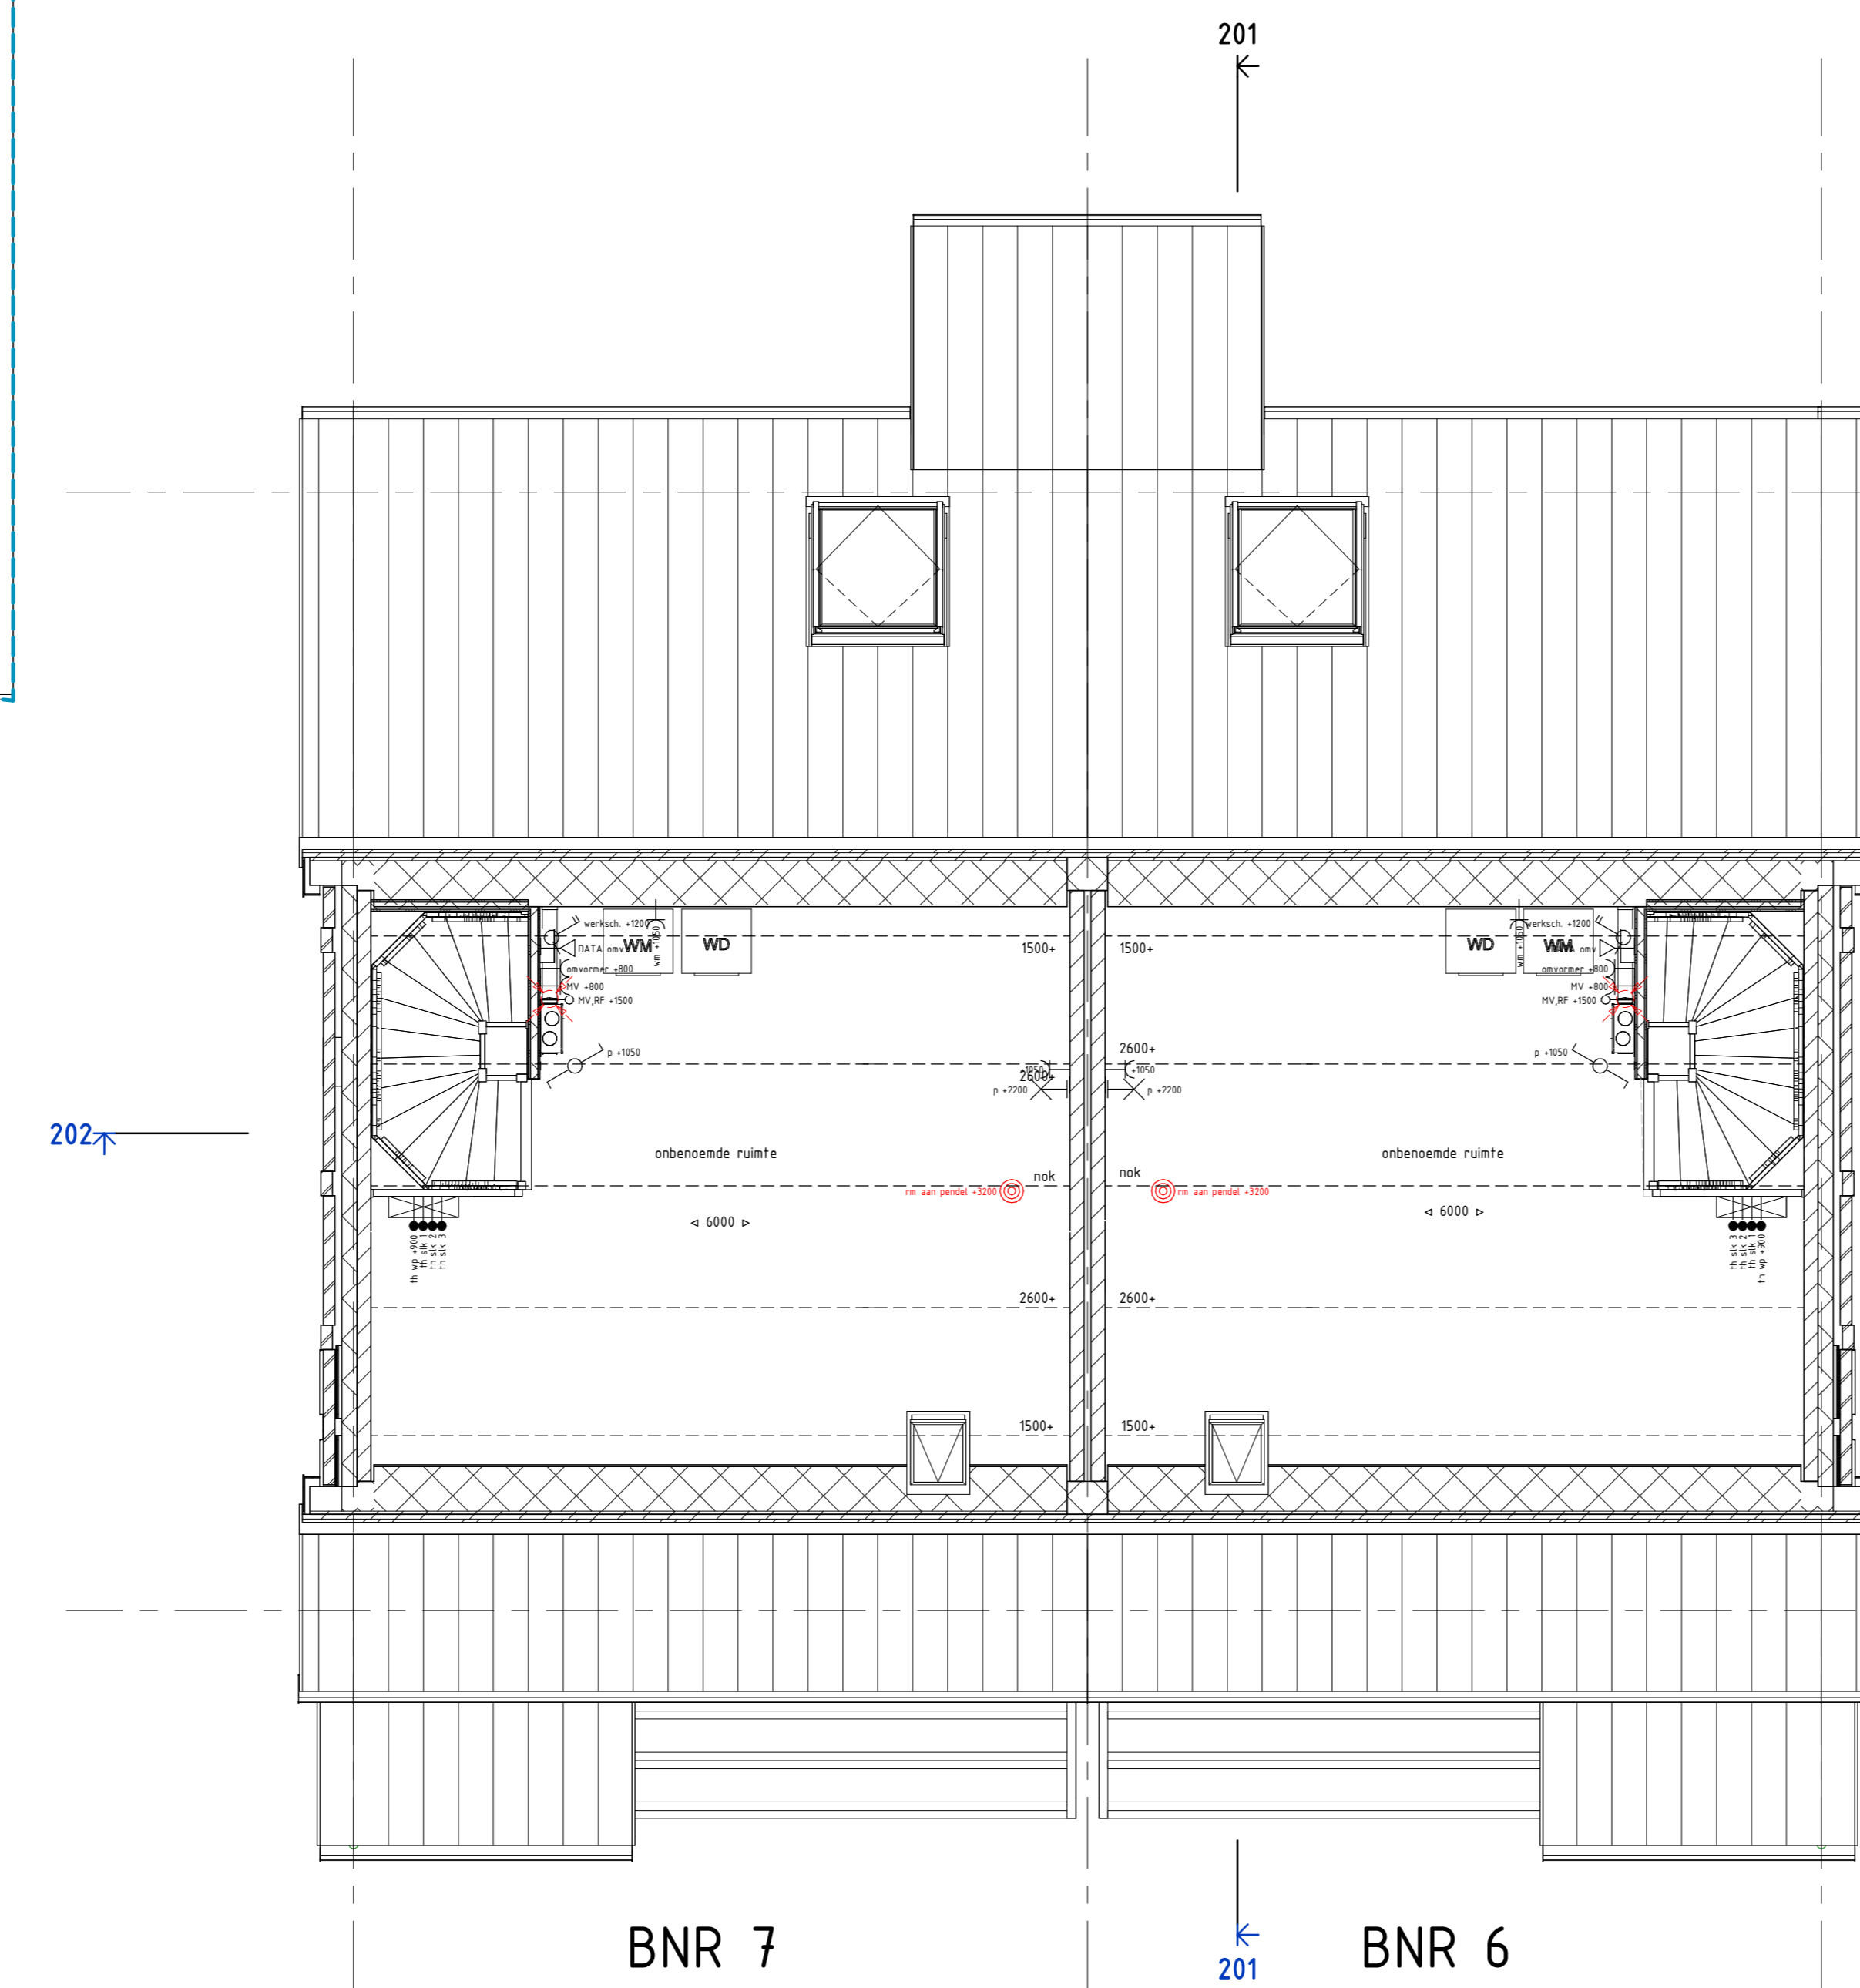 201
werksch. +1200
DATA omv
WM
wm +1050
WD
omvormer +800
MV +800
MV,RF +1500
p +1050
1500+
1500+
WD
wm +1050
werksch. +1200
WM
omv
omvormer +800
MV +800
MV,RF +1500
p +1050
2600+
2600+
+1050
+1050
p +2200
p +2200
202
onbenoemde ruimte
onbenoemde ruimte
nok
nok
rm aan pendel +3200
rm aan pendel +3200
6000
6000
th wp +900
th slk 1
th slk 2
th slk 3
th slk 3
th slk 2
th slk 1
th wp +900
2600+
2600+
1500+
1500+
BNR 7
BNR 6
201